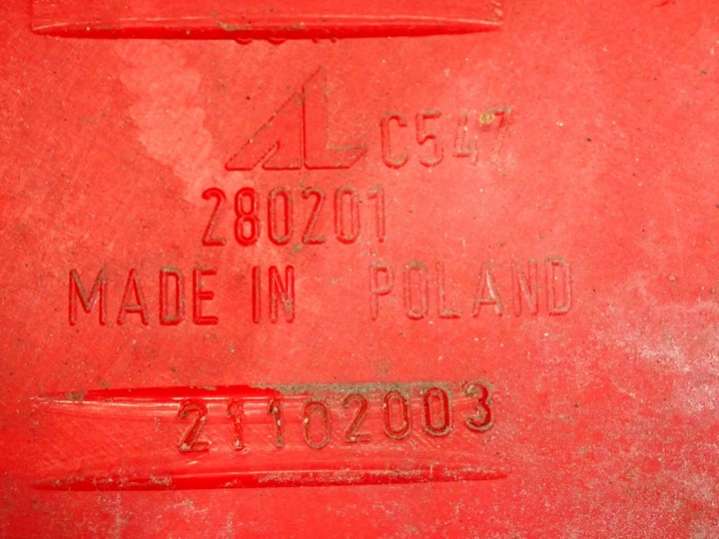 AL C547
280201
MADE IN POLAND
21102003